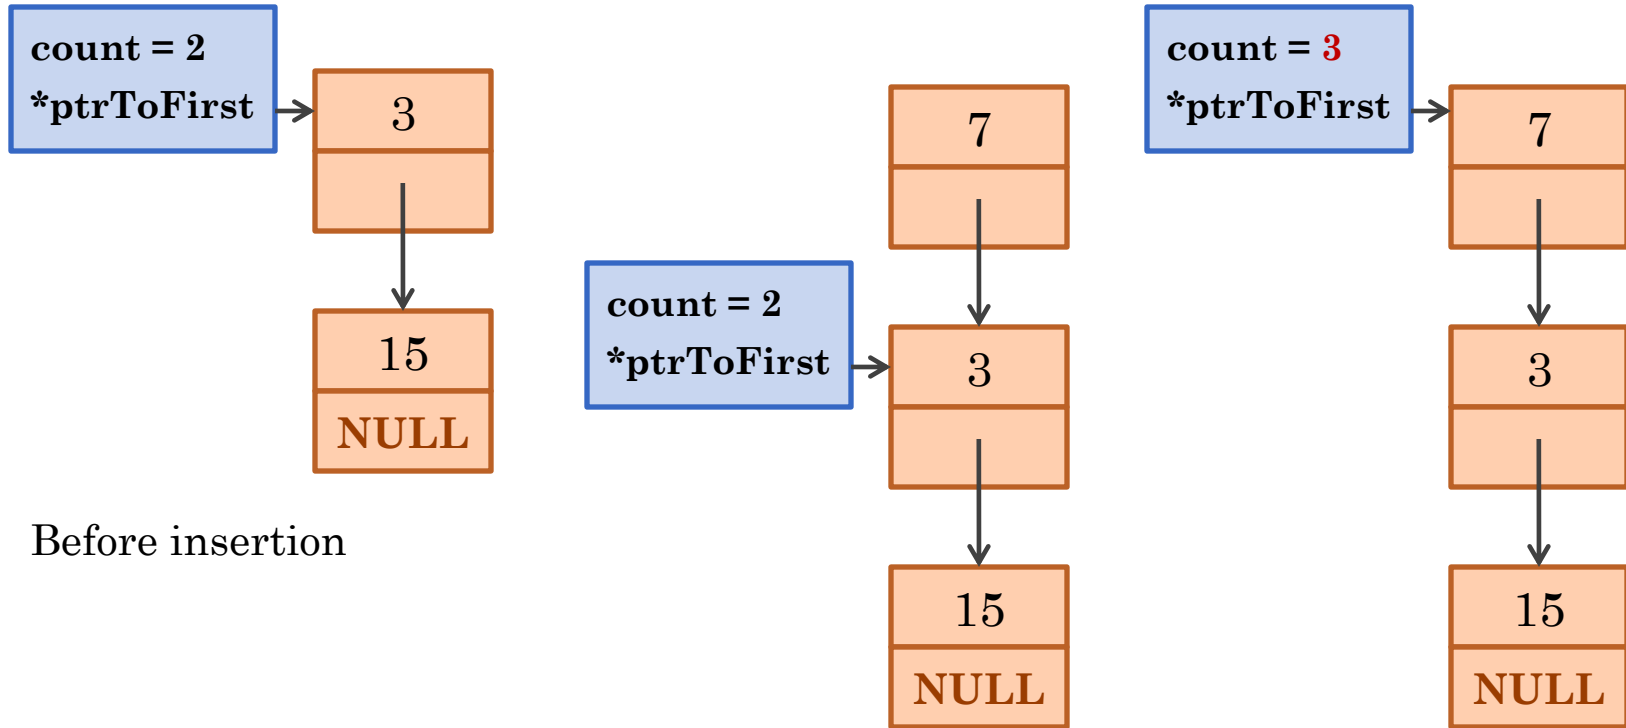 count = 2
*ptrToFirst
3
15
NULL
Before insertion
7
count = 2
*ptrToFirst
3
15
NULL
count = 3
*ptrToFirst
7
3
15
NULL